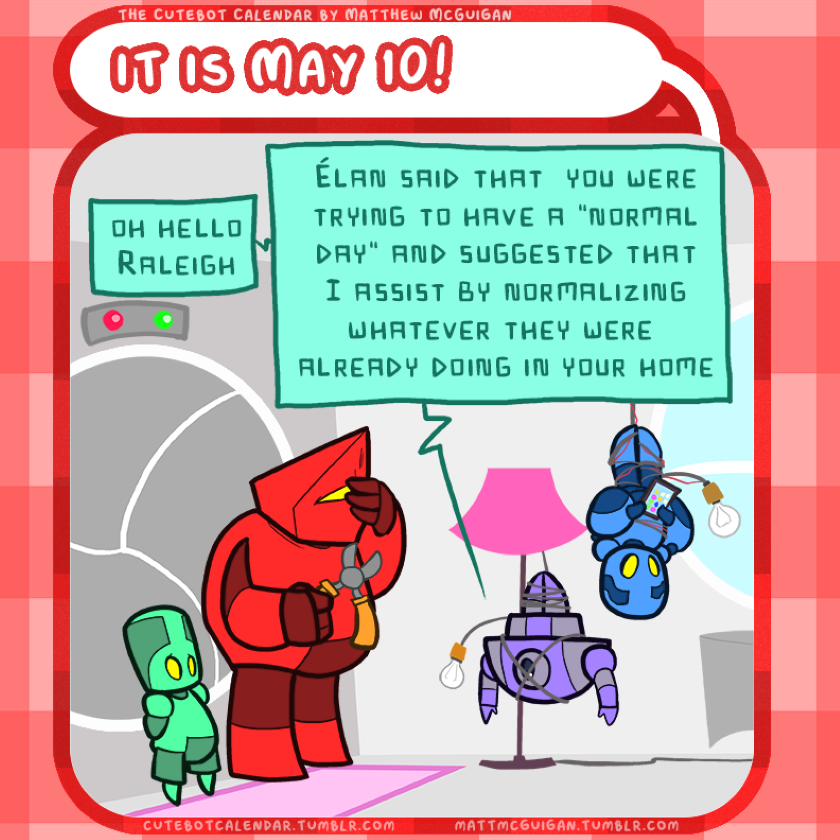 The Cutebot Calendar by Matthew McGuigan
It is May 10!
oh hello
Raleigh
Élan said that you were
trying to have a "normal
day" and suggested that
I assist by normalizing
whatever they were
already doing in your home
cutebotcalendar.tumblr.com
mattmcguigan.tumblr.com